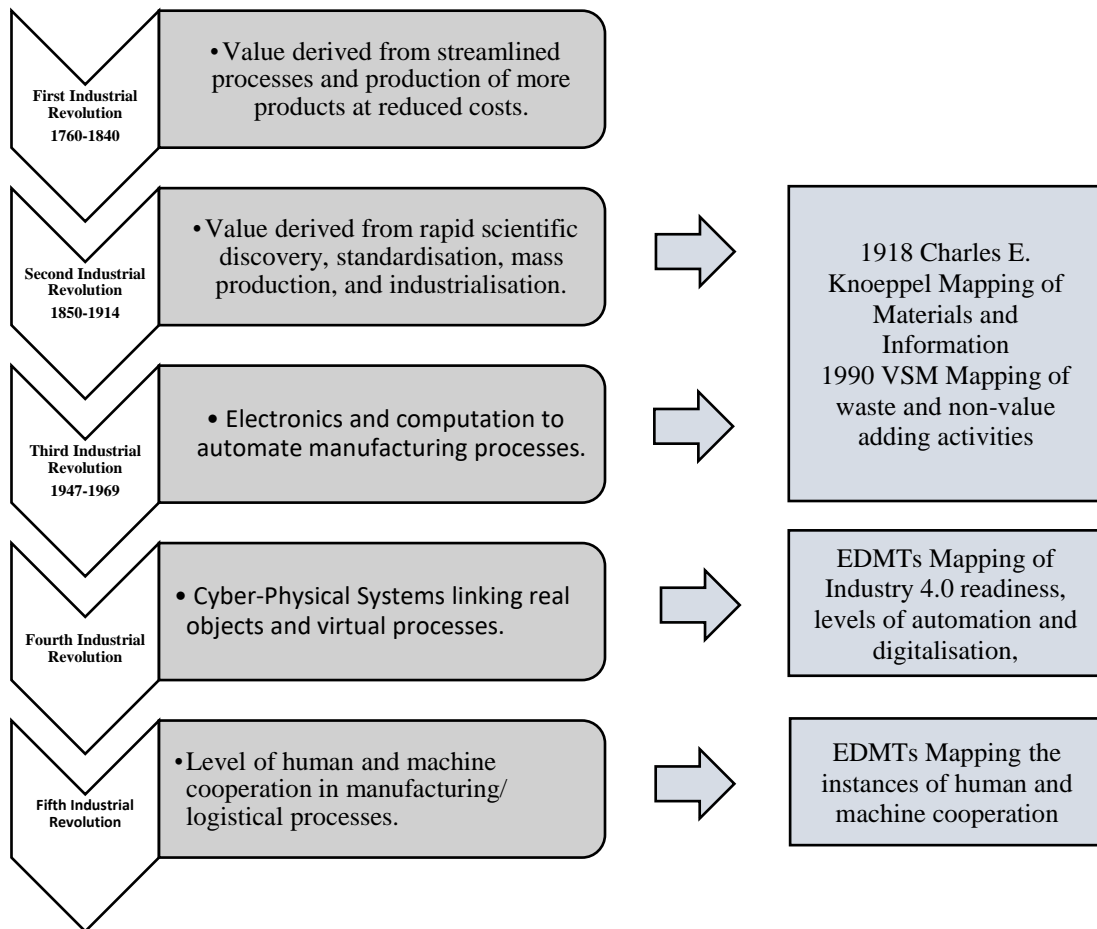 First Industrial
Revolution
1760-1840
• Value derived from streamlined
processes and production of more
products at reduced costs.
Second Industrial
Revolution
1850-1914
• Value derived from rapid scientific
discovery, standardisation, mass
production, and industrialisation.
1918 Charles E.
Knoeppel Mapping of
Materials and
Information
1990 VSM Mapping of
waste and non-value
adding activities
Third Industrial
Revolution
1947-1969
• Electronics and computation to
automate manufacturing processes.
Fourth Industrial
Revolution
• Cyber-Physical Systems linking real
objects and virtual processes.
EDMTs Mapping of
Industry 4.0 readiness,
levels of automation and
digitalisation,
Fifth Industrial
Revolution
• Level of human and machine
cooperation in manufacturing/
logistical processes.
EDMTs Mapping the
instances of human and
machine cooperation